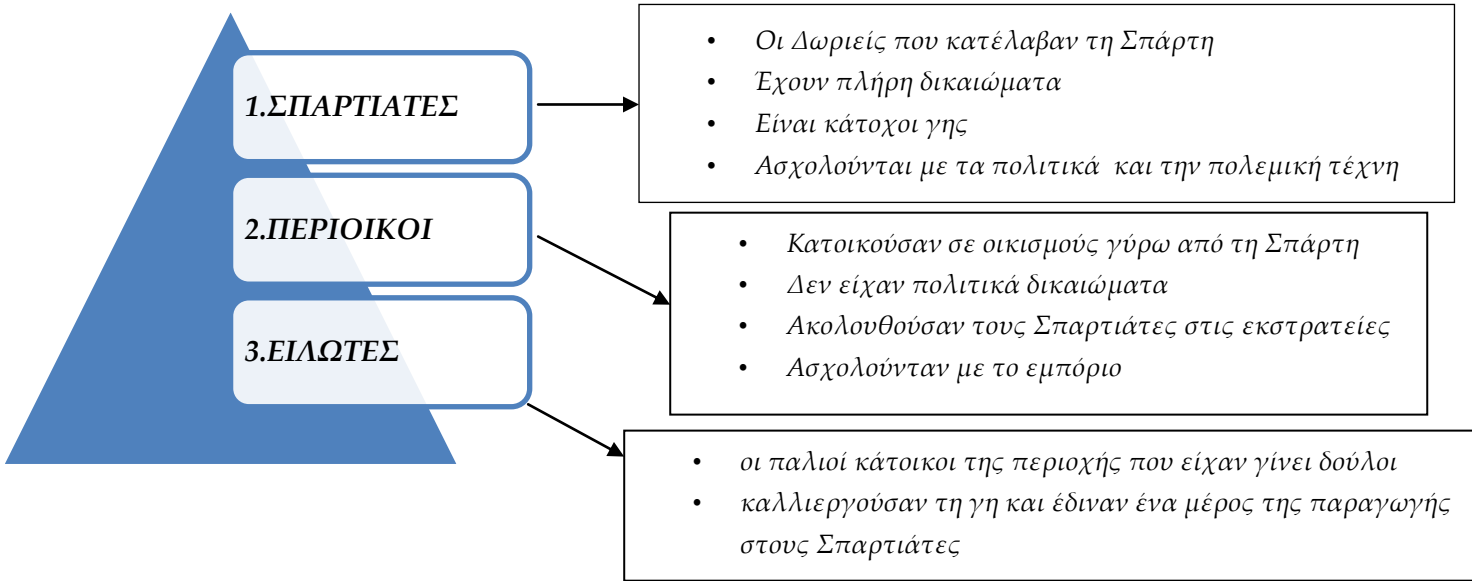 1.ΣΠΑΡΤΙΑΤΕΣ
• Οι Δωριείς που κατέλαβαν τη Σπάρτη
• Έχουν πλήρη δικαιώματα
• Είναι κάτοχοι γης
• Ασχολούνται με τα πολιτικά και την πολεμική τέχνη
2.ΠΕΡΙΟΙΚΟΙ
• Κατοικούσαν σε οικισμούς γύρω από τη Σπάρτη
• Δεν είχαν πολιτικά δικαιώματα
• Ακολουθούσαν τους Σπαρτιάτες στις εκστρατείες
• Ασχολούνταν με το εμπόριο
3.ΕΙΛΩΤΕΣ
• οι παλιοί κάτοικοι της περιοχής που είχαν γίνει δούλοι
• καλλιεργούσαν τη γη και έδιναν ένα μέρος της παραγωγής
στους Σπαρτιάτες